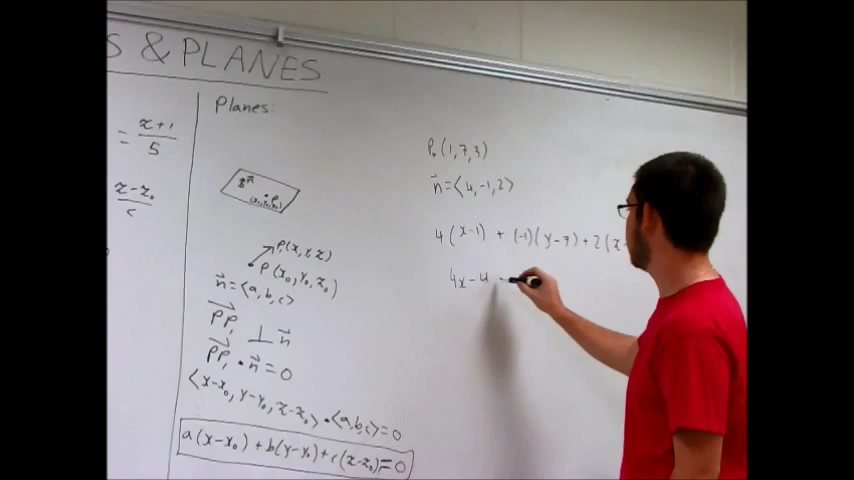 & PLANES
= z+1/5
z-z₀/c
Planes:
n⃗
P₁(x,y,z)
P(x₀,y₀,z₀)
n⃗=<a,b,c>
PP₁⃗ ⊥ n⃗
PP₁⃗ • n⃗ = 0
<x-x₀, y-y₀, z-z₀> • <a,b,c> = 0
a(x-x₀)+b(y-y₀)+c(z-z₀)=0
P₀(1,7,3)
n⃗=<4,-1,2>
4(x-1) + (-1)(y-7)+2(z-
4x-4 -